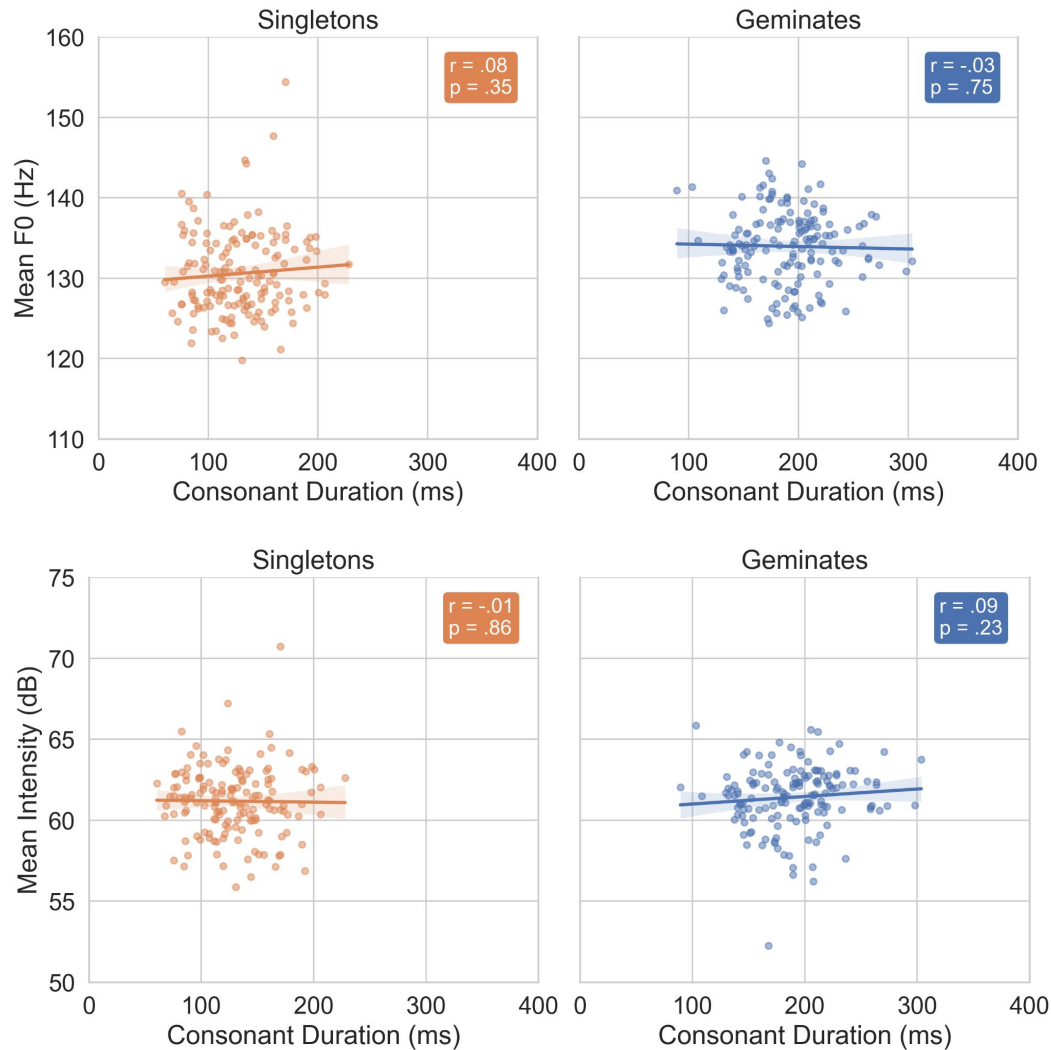 Singletons
Geminates
160
150
140
130
120
110
Mean F0 (Hz)
r = .08
p = .35
r = -.03
p = .75
0 100 200 300 400
0 100 200 300 400
Consonant Duration (ms)
Consonant Duration (ms)
Singletons
Geminates
75
70
65
60
55
50
Mean Intensity (dB)
r = -.01
p = .86
r = .09
p = .23
0 100 200 300 400
0 100 200 300 400
Consonant Duration (ms)
Consonant Duration (ms)